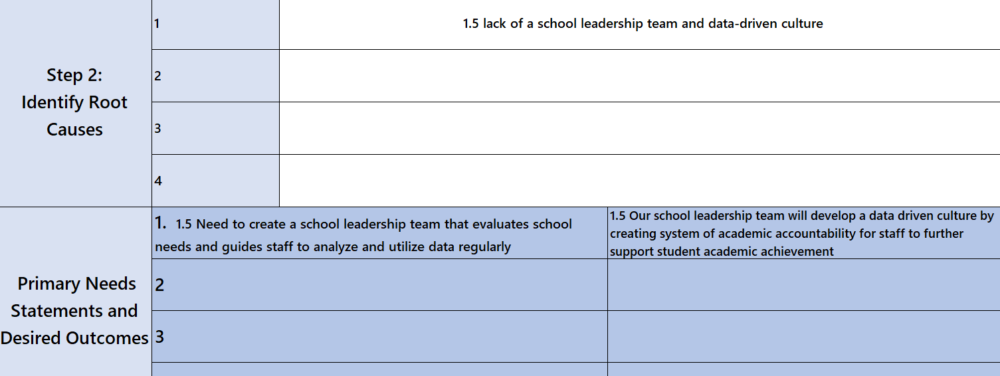 Step 2:
Identify Root
Causes
1
1.5 lack of a school leadership team and data-driven culture
2
3
4
Primary Needs
Statements and
Desired Outcomes
1. 1.5 Need to create a school leadership team that evaluates school
needs and guides staff to analyze and utilize data regularly
1.5 Our school leadership team will develop a data driven culture by
creating system of academic accountability for staff to further
support student academic achievement
2
3